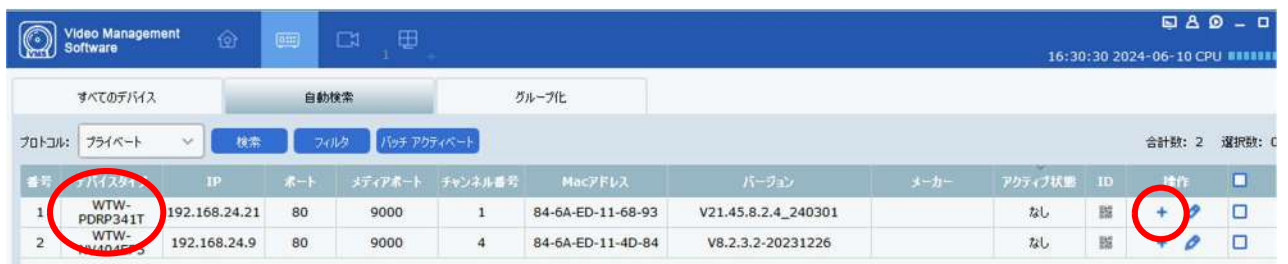 Video Management
Software
1
16:30:30 2024-06-10 CPU
すべてのデバイス 自動検索 グループ化
プロトコル: プライベート 検索 フィルタ バッチ アクティベート 合計数: 2 選択数: 0
番号 デバイスタイプ IP ポート メディアポート チャンネル番号 Macアドレス バージョン メーカー アクティブ状態 ID 操作
1 WTW-PDRP341T 192.168.24.21 80 9000 1 84-6A-ED-11-68-93 V21.45.8.2.4_240301 なし
2 WTW- 192.168.24.9 80 9000 4 84-6A-ED-11-4D-84 V8.2.3.2-20231226 なし